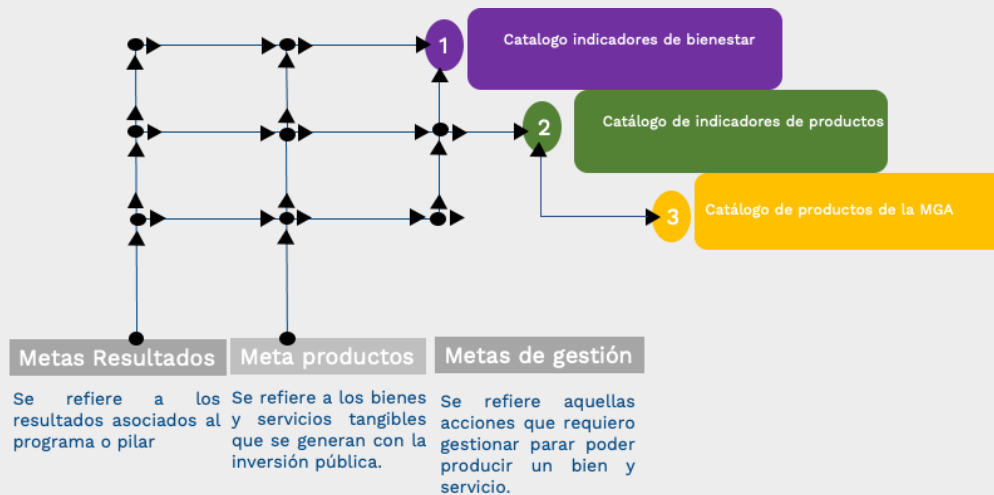 1
Catalogo indicadores de bienestar
2
Catálogo de indicadores de productos
3
Catálogo de productos de la MGA
Metas Resultados
Se refiere a los
resultados asociados al
programa o pilar
Meta productos
Se refiere a los bienes
y servicios tangibles
que se generan con la
inversión pública.
Metas de gestión
Se refiere aquellas
acciones que requiero
gestionar parar poder
producir un bien y
servicio.